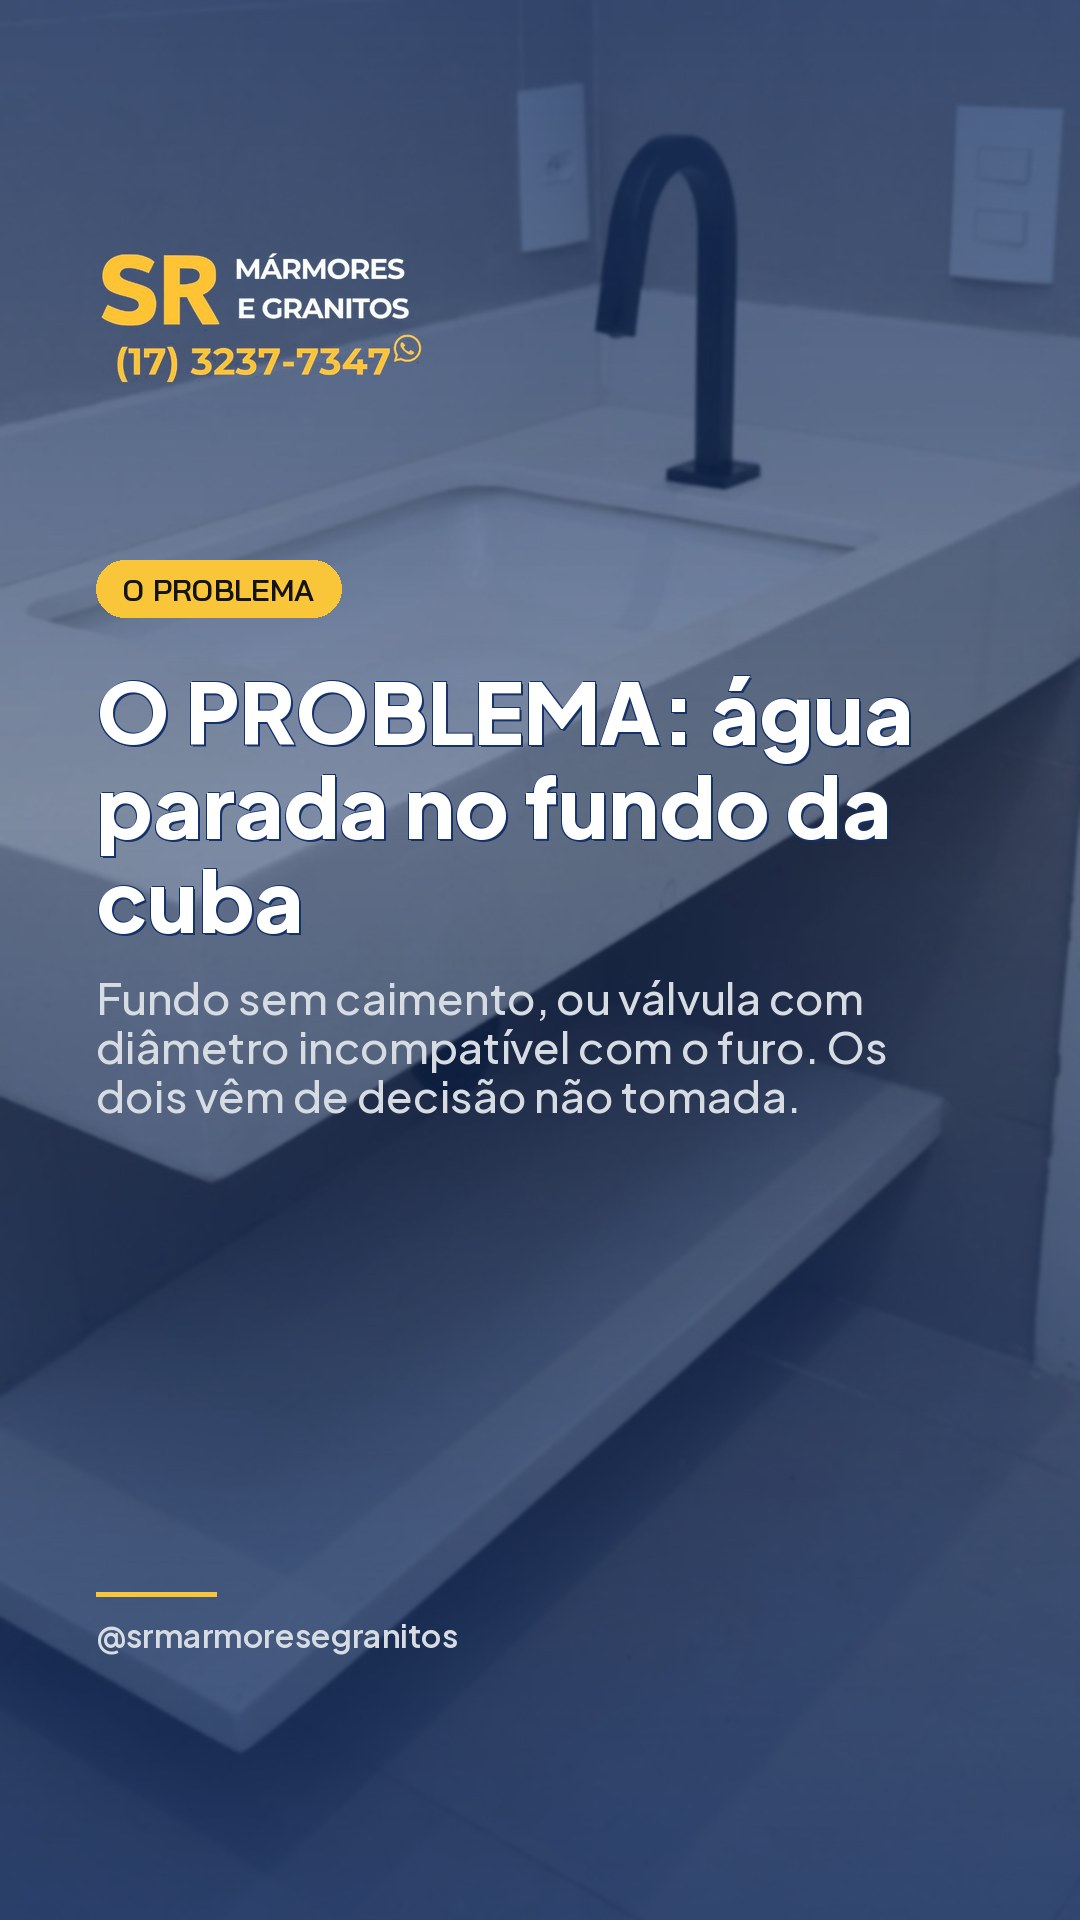 SR MÁRMORES
E GRANITOS
(17) 3237-7347
O PROBLEMA
O PROBLEMA: água
parada no fundo da
cuba
Fundo sem caimento, ou válvula com
diâmetro incompatível com o furo. Os
dois vêm de decisão não tomada.
@srmarmoresegranitos